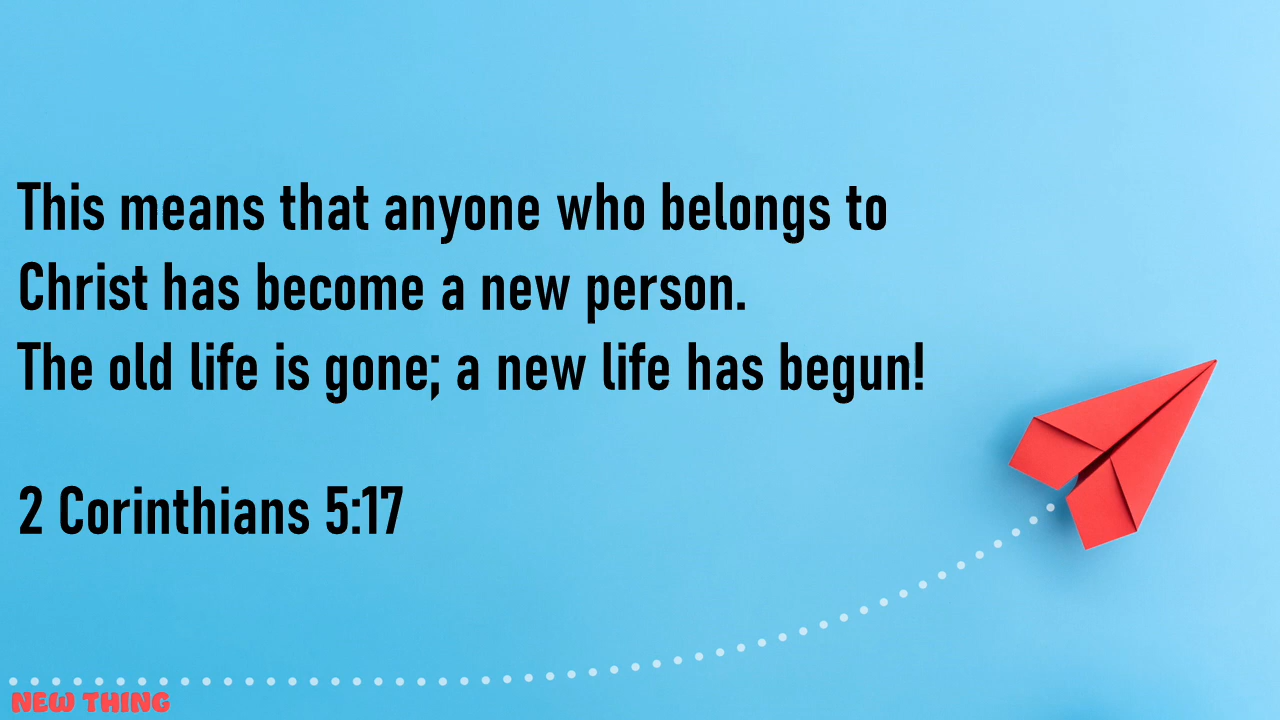 This means that anyone who belongs to
Christ has become a new person.
The old life is gone; a new life has begun!
2 Corinthians 5:17
NEW THING